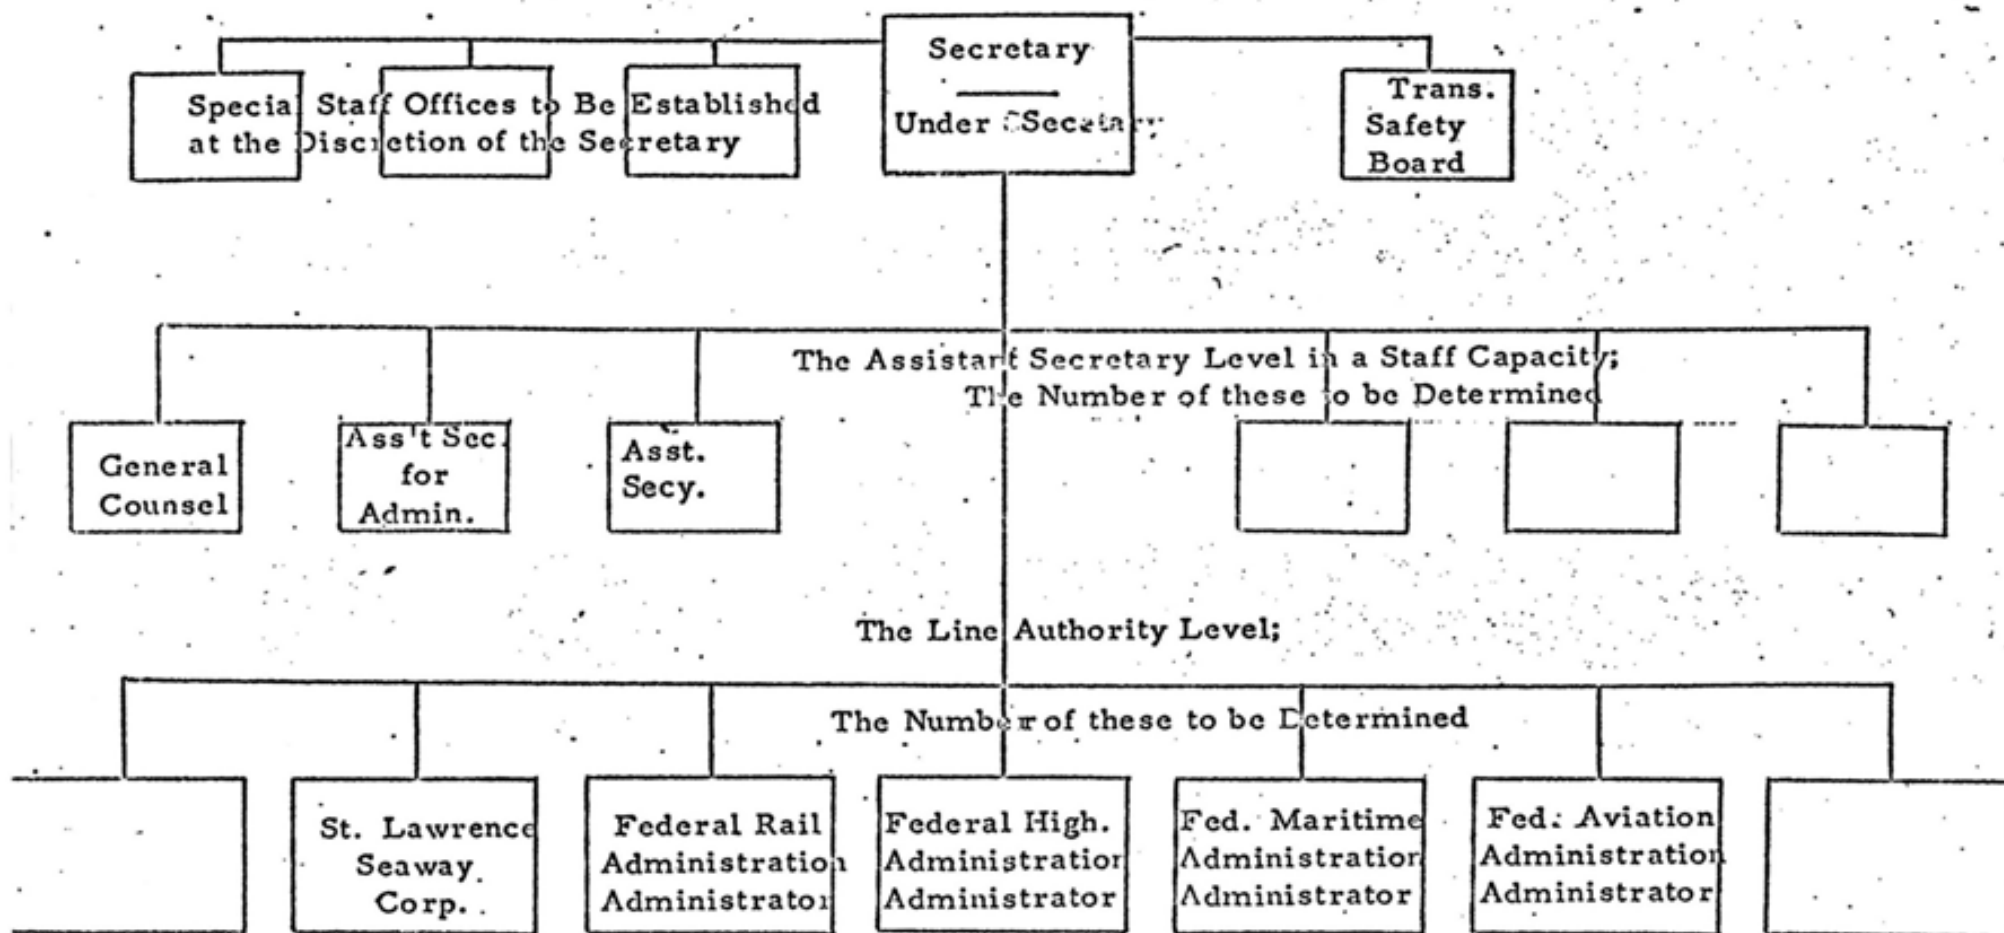 Secretary
Under Secretary
Special Staff Offices to Be Established
at the Discretion of the Secretary
Trans.
Safety
Board
The Assistant Secretary Level in a Staff Capacity;
The Number of these to be Determined
General
Counsel
Ass't Sec.
for
Admin.
Asst.
Secy.
The Line Authority Level;
The Number of these to be Determined
St. Lawrence
Seaway
Corp.
Federal Rail
Administration
Administrator
Federal High.
Administration
Administrator
Fed. Maritime
Administration
Administrator
Fed. Aviation
Administration
Administrator